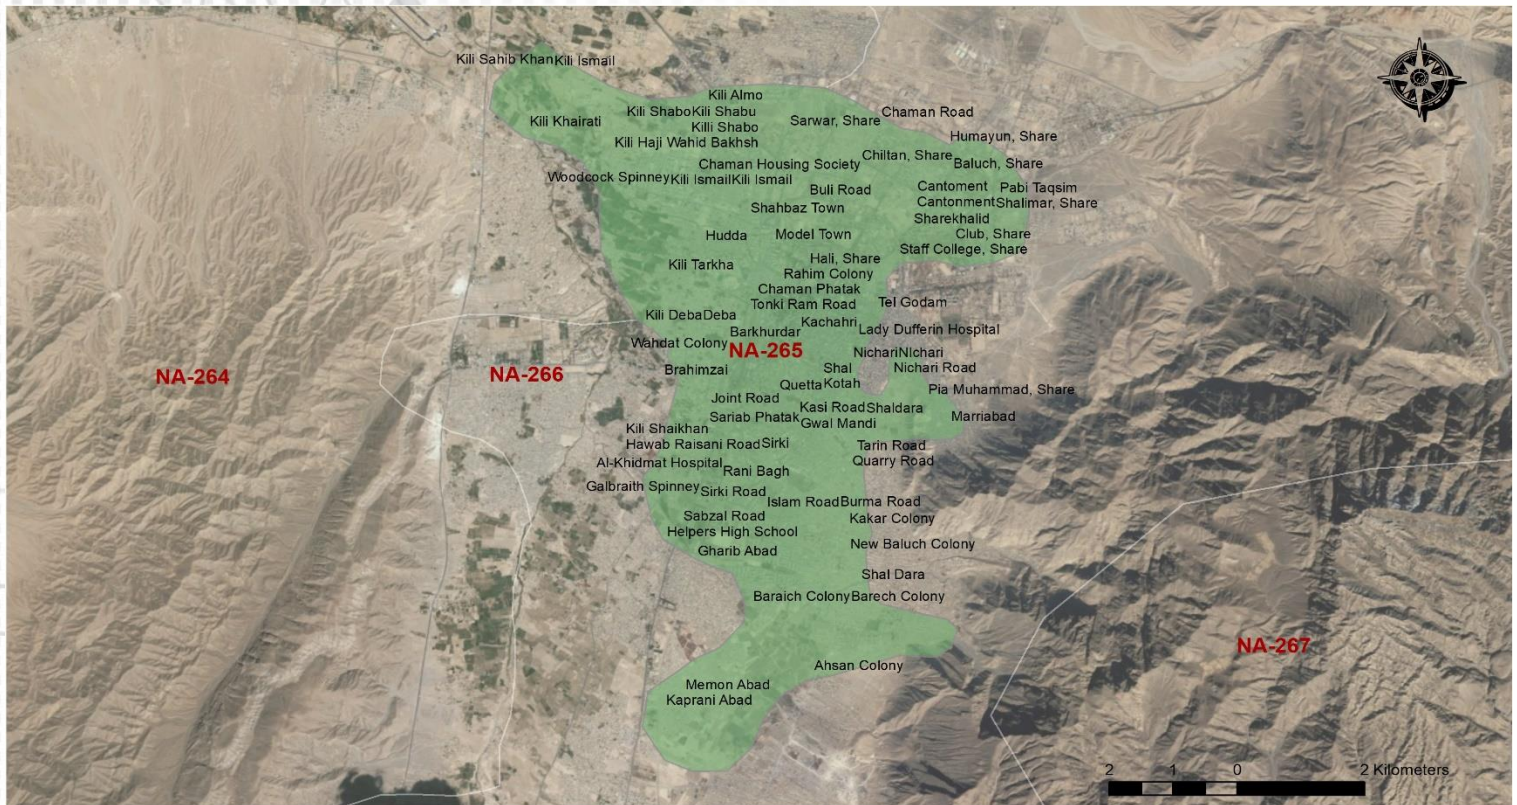 Kili Sahib Khan Kili Ismail
Kili Almo
Kili Shabo Kili Shabu
Chaman Road
Kili Khairati
Sarwar, Share
Killi Shabo
Humayun, Share
Kili Haji Wahid Bakhsh
Chiltan, Share
Chaman Housing Society
Baluch, Share
Woodcock Spinney Kili Ismail Kili Ismail
Buli Road
Cantoment
Pabi Taqsim
Cantonment Shalimar, Share
Shahbaz Town
Sharekhalid
Hudda
Model Town
Club, Share
Staff College, Share
Kili Tarkha
Hali, Share
Rahim Colony
Chaman Phatak
Tonki Ram Road
Tel Godam
Kili Deba Deba
Kachahri
Barkhurdar
Lady Dufferin Hospital
Wahdat Colony
NA-265
Nichari NIchari
Brahimzai
Shal
Nichari Road
NA-264
NA-266
Quetta Kotah
Pia Muhammad, Share
Joint Road
Kasi Road Shaldara
Sariab Phatak
Gwal Mandi
Marriabad
Kili Shaikhan
Hawab Raisani Road Sirki
Tarin Road
Al-Khidmat Hospital
Rani Bagh
Quarry Road
Galbraith Spinney
Sirki Road
Islam Road Burma Road
Sabzal Road
Kakar Colony
Helpers High School
Gharib Abad
New Baluch Colony
Shal Dara
Baraich Colony Barech Colony
NA-267
Ahsan Colony
Memon Abad
Kaprani Abad
2 1 0 2 Kilometers